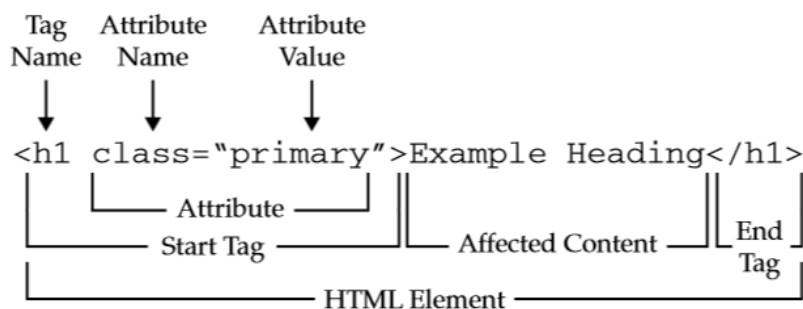 Tag Attribute Attribute
Name Name Value
<h1 class=“primary”>Example Heading</h1>
Attribute
Start Tag Affected Content End
Tag
HTML Element